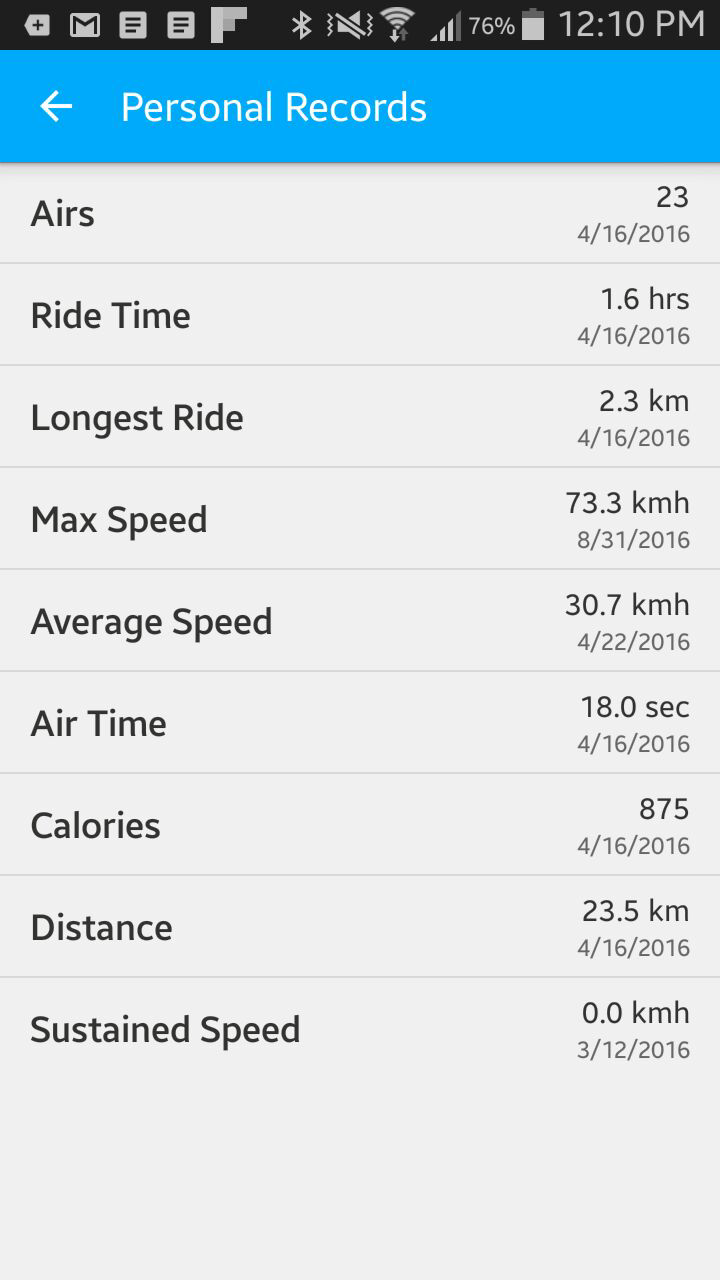 76% 12:10 PM
Personal Records
Airs
23
4/16/2016
Ride Time
1.6 hrs
4/16/2016
Longest Ride
2.3 km
4/16/2016
Max Speed
73.3 kmh
8/31/2016
Average Speed
30.7 kmh
4/22/2016
Air Time
18.0 sec
4/16/2016
Calories
875
4/16/2016
Distance
23.5 km
4/16/2016
Sustained Speed
0.0 kmh
3/12/2016